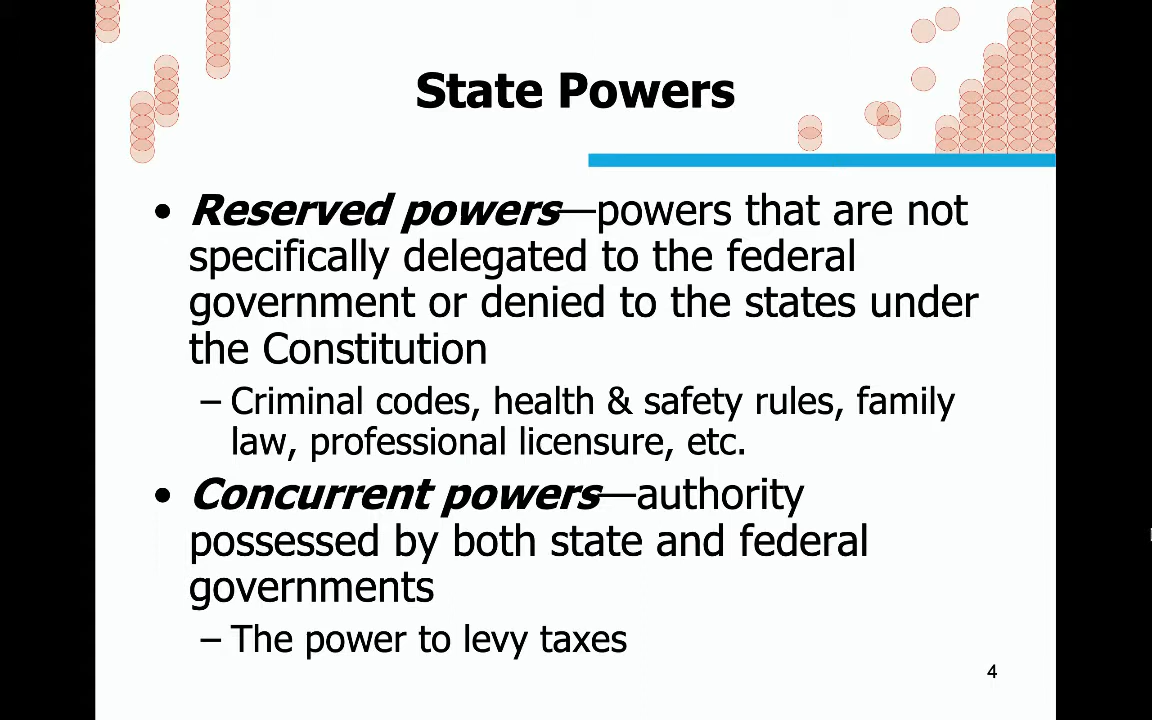 State Powers
• Reserved powers—powers that are not
specifically delegated to the federal
government or denied to the states under
the Constitution
– Criminal codes, health & safety rules, family
law, professional licensure, etc.
• Concurrent powers—authority
possessed by both state and federal
governments
– The power to levy taxes
4